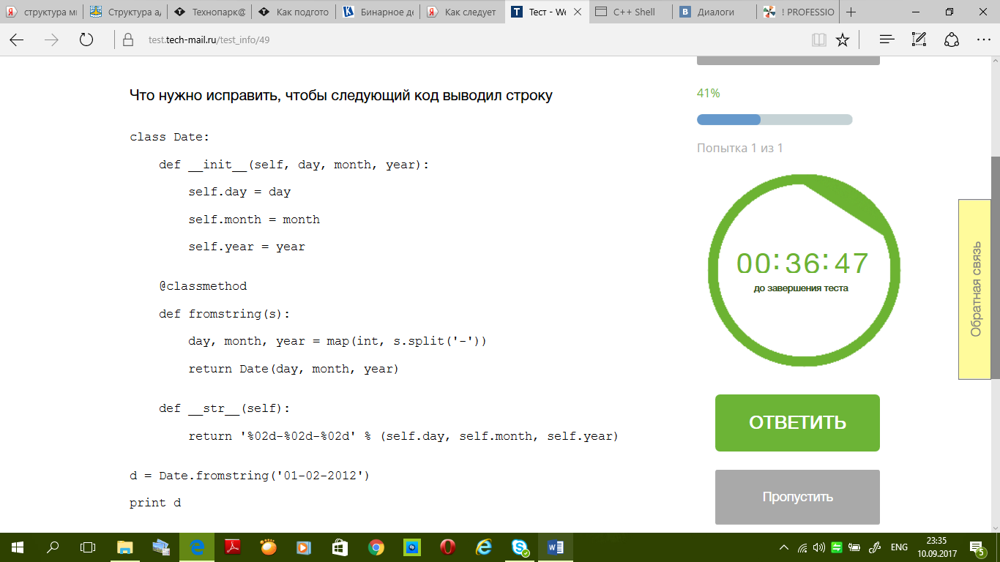 структура мн
Структура ад
Технопарк@
Как подгото
Бинарное де
Как следует
Тест - We
C++ Shell
Диалоги
! PROFESSIO
test.tech-mail.ru/test_info/49
Что нужно исправить, чтобы следующий код выводил строку
class Date:
def __init__(self, day, month, year):
self.day = day
self.month = month
self.year = year
@classmethod
def fromstring(s):
day, month, year = map(int, s.split('-'))
return Date(day, month, year)
def __str__(self):
return '%02d-%02d-%02d' % (self.day, self.month, self.year)
d = Date.fromstring('01-02-2012')
print d
41%
Попытка 1 из 1
00:36:47
до завершения теста
ОТВЕТИТЬ
Пропустить
Обратная связь
ENG
23:35
10.09.2017
5